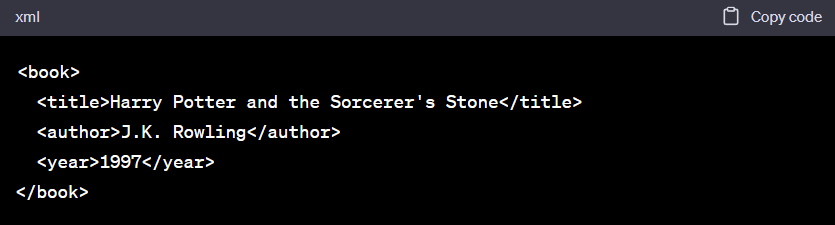 xml Copy code
<book>
  <title>Harry Potter and the Sorcerer's Stone</title>
  <author>J.K. Rowling</author>
  <year>1997</year>
</book>